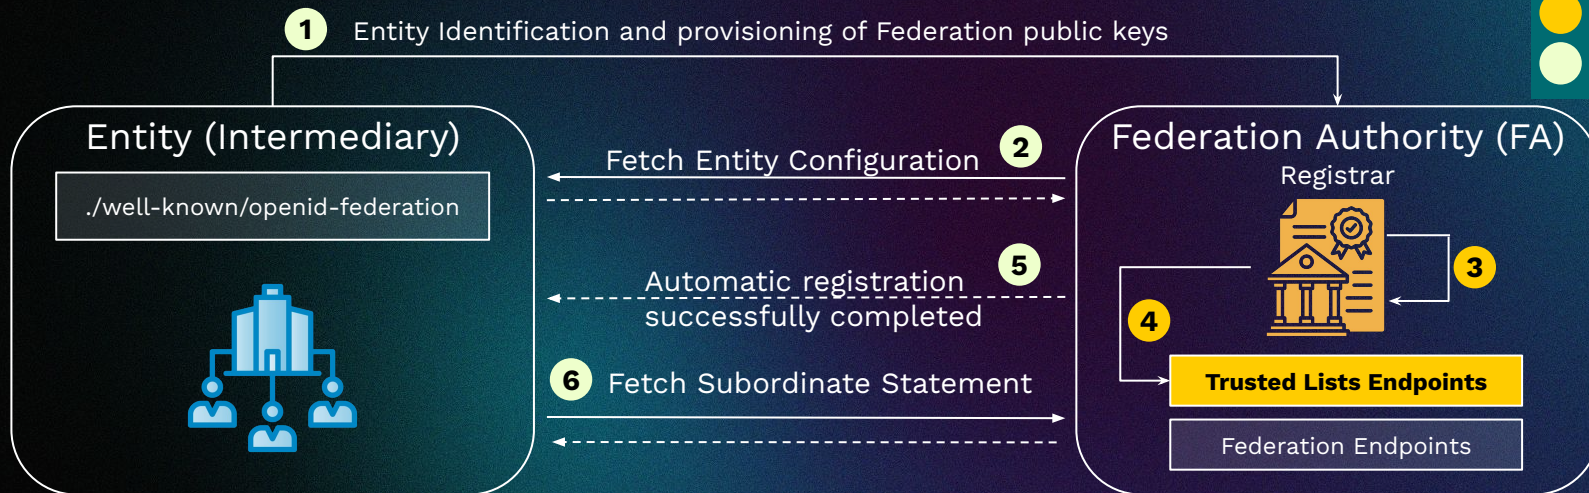 1 Entity Identification and provisioning of Federation public keys
Entity (Intermediary)
./well-known/openid-federation
Fetch Entity Configuration 2
Automatic registration 5
successfully completed
6 Fetch Subordinate Statement
Federation Authority (FA)
Registrar
3
4
Trusted Lists Endpoints
Federation Endpoints